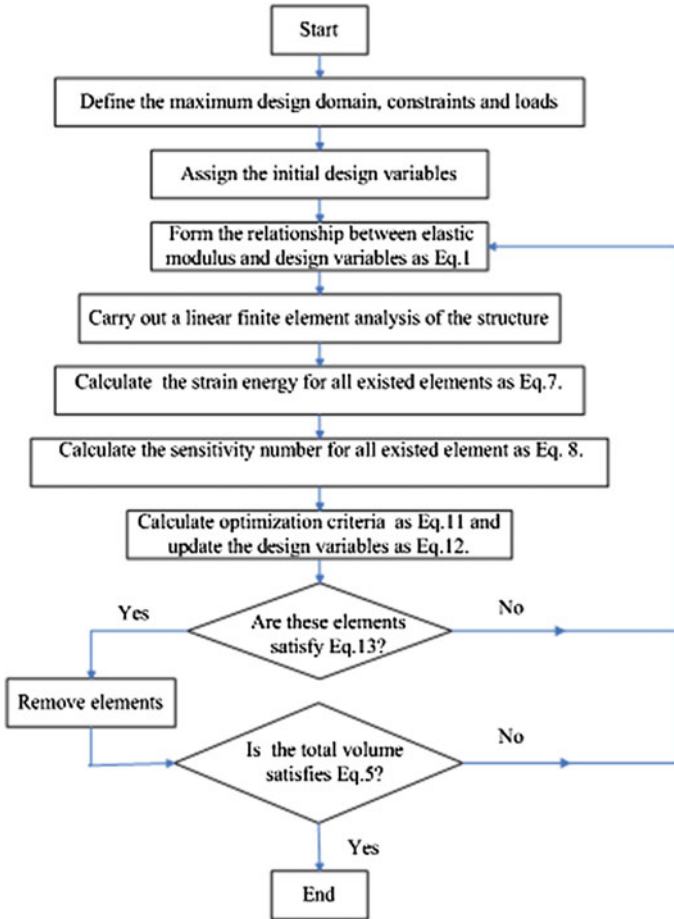 Start
Define the maximum design domain, constraints and loads
Assign the initial design variables
Form the relationship between elastic
modulus and design variables as Eq.1
Carry out a linear finite element analysis of the structure
Calculate the strain energy for all existed elements as Eq.7.
Calculate the sensitivity number for all existed element as Eq. 8.
Calculate optimization criteria as Eq.11 and
update the design variables as Eq.12.
Yes
No
Are these elements
satisfy Eq.13?
Remove elements
No
Is the total volume
satisfies Eq.5?
Yes
End